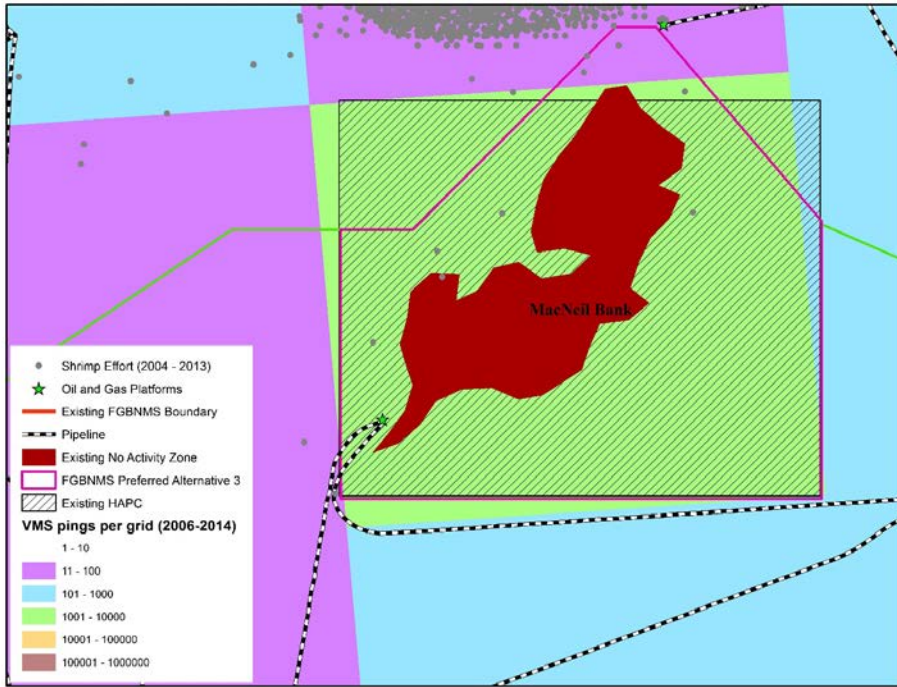 MacNeil Bank
Shrimp Effort (2004 - 2013)
Oil and Gas Platforms
Existing FGBNMS Boundary
Pipeline
Existing No Activity Zone
FGBNMS Preferred Alternative 3
Existing HAPC
VMS pings per grid (2006-2014)
1 - 10
11 - 100
101 - 1000
1001 - 10000
10001 - 100000
100001 - 1000000